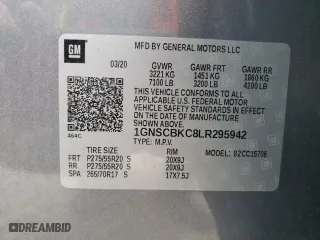 GM
MFD BY GENERAL MOTORS LLC
03/20 GVWR GAWR FRT GAWR RR
3221 KG 1451 KG 1860 KG
7100 LB 3200 LB 4100 LB
THIS VEHICLE CONFORMS TO ALL APPLICABLE
U.S. FEDERAL MOTOR VEHICLE SAFETY
STANDARDS IN EFFECT ON THE DATE OF
MANUFACTURE SHOWN ABOVE.
1GNSCBKC8LR295942
464C TYPE: M.P.V.
82CC15706
TIRE SIZE RIM
FRT P275/55R20 S 20X9J
RR P275/55R20 S 20X9J
SPA 265/70R17 S 17X7.5J